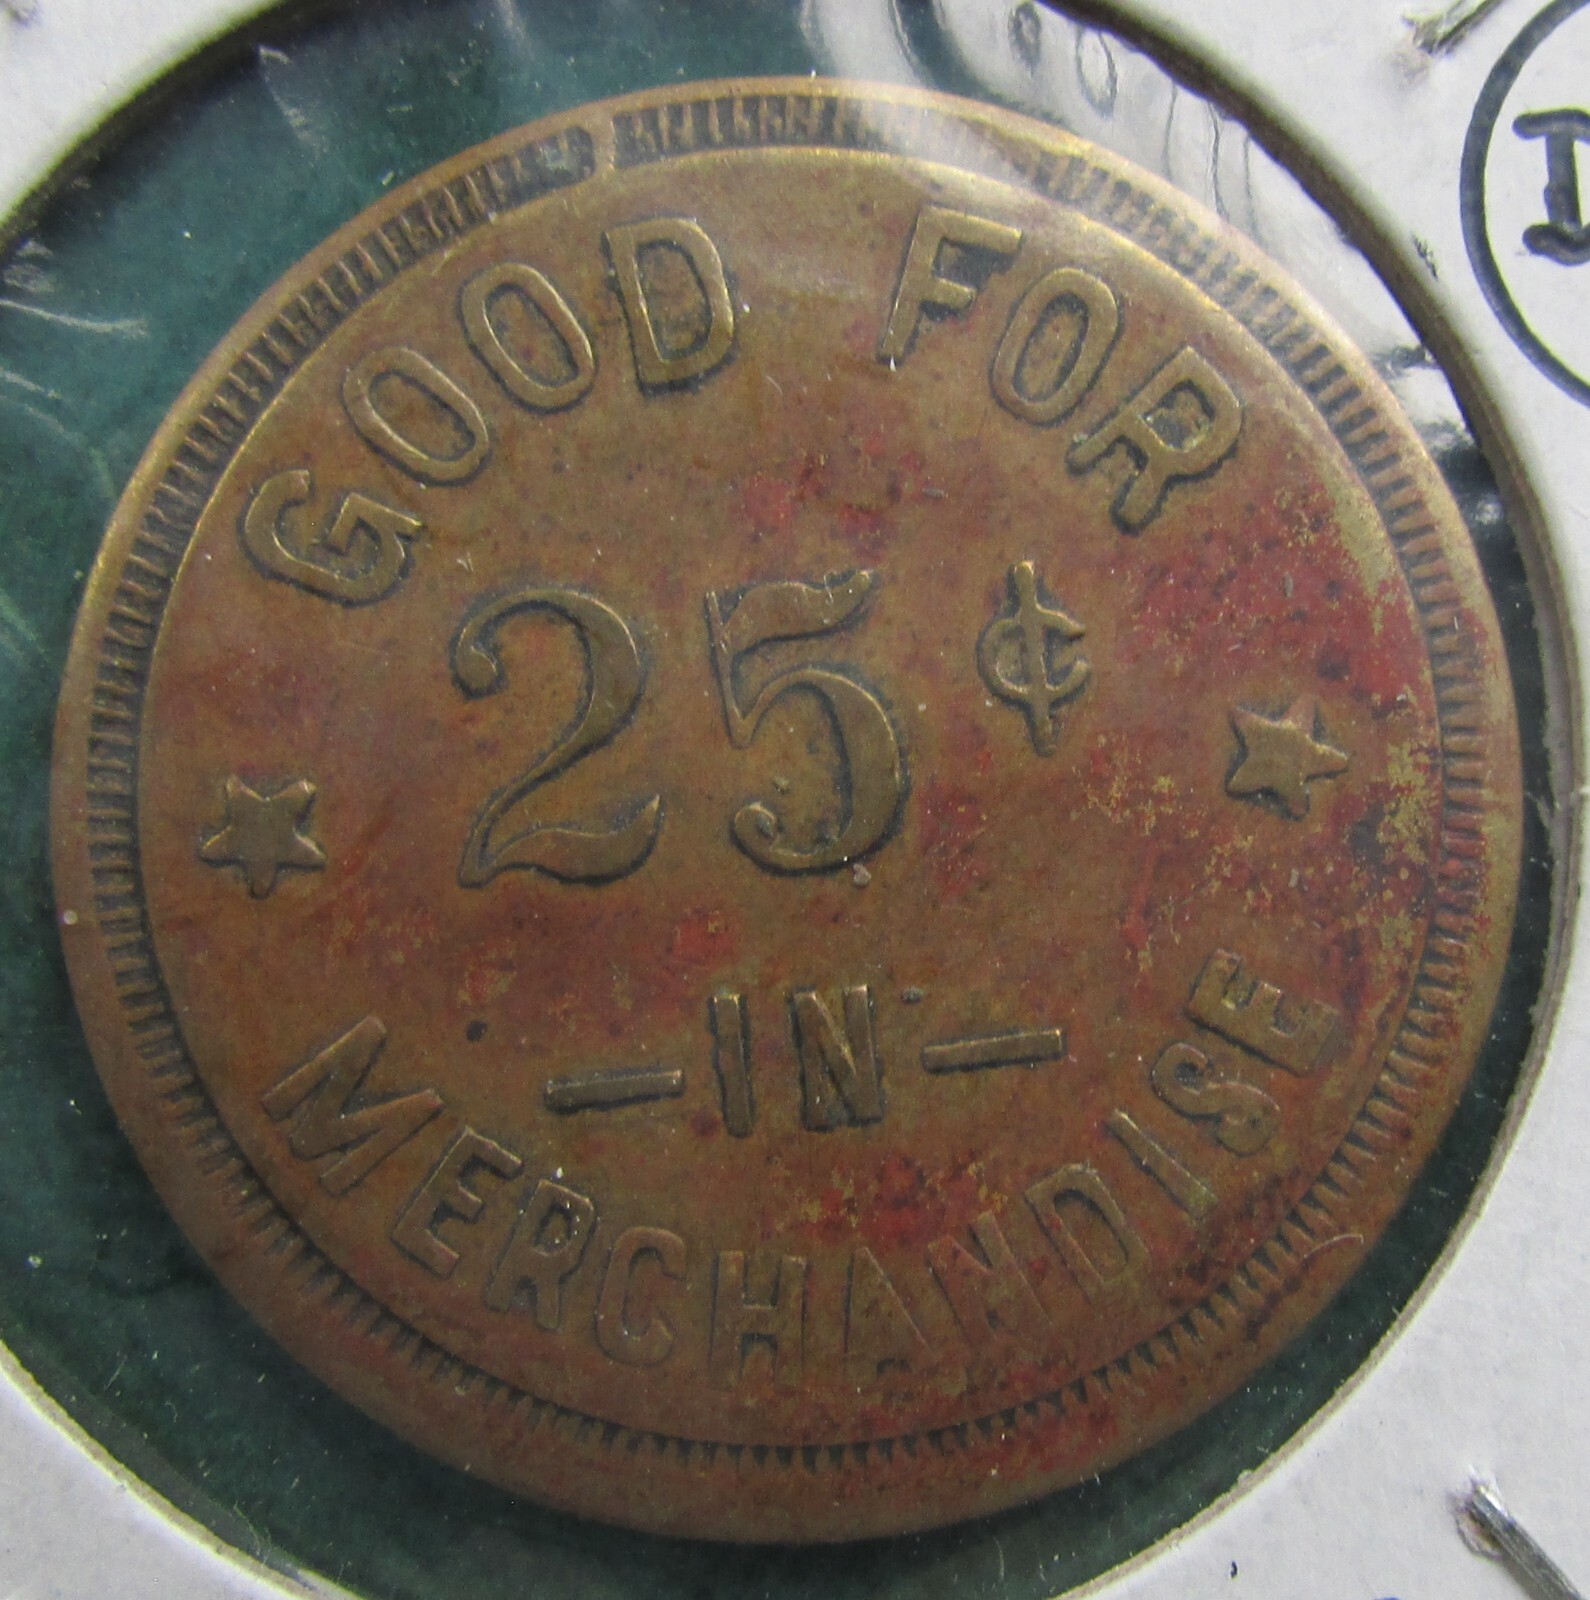 GOOD FOR
25¢
—IN—
MERCHANDISE